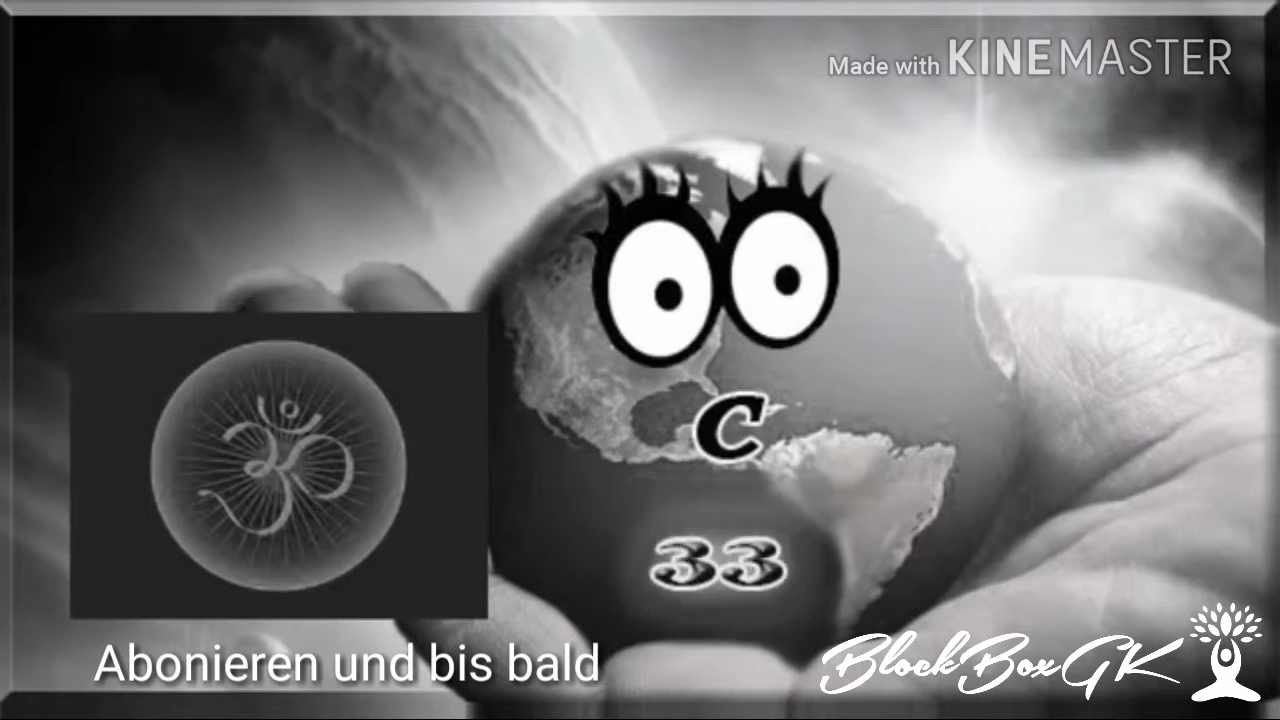 Made with KINEMASTER
C
33
ॐ
Abonieren und bis bald
BlockBoxGK